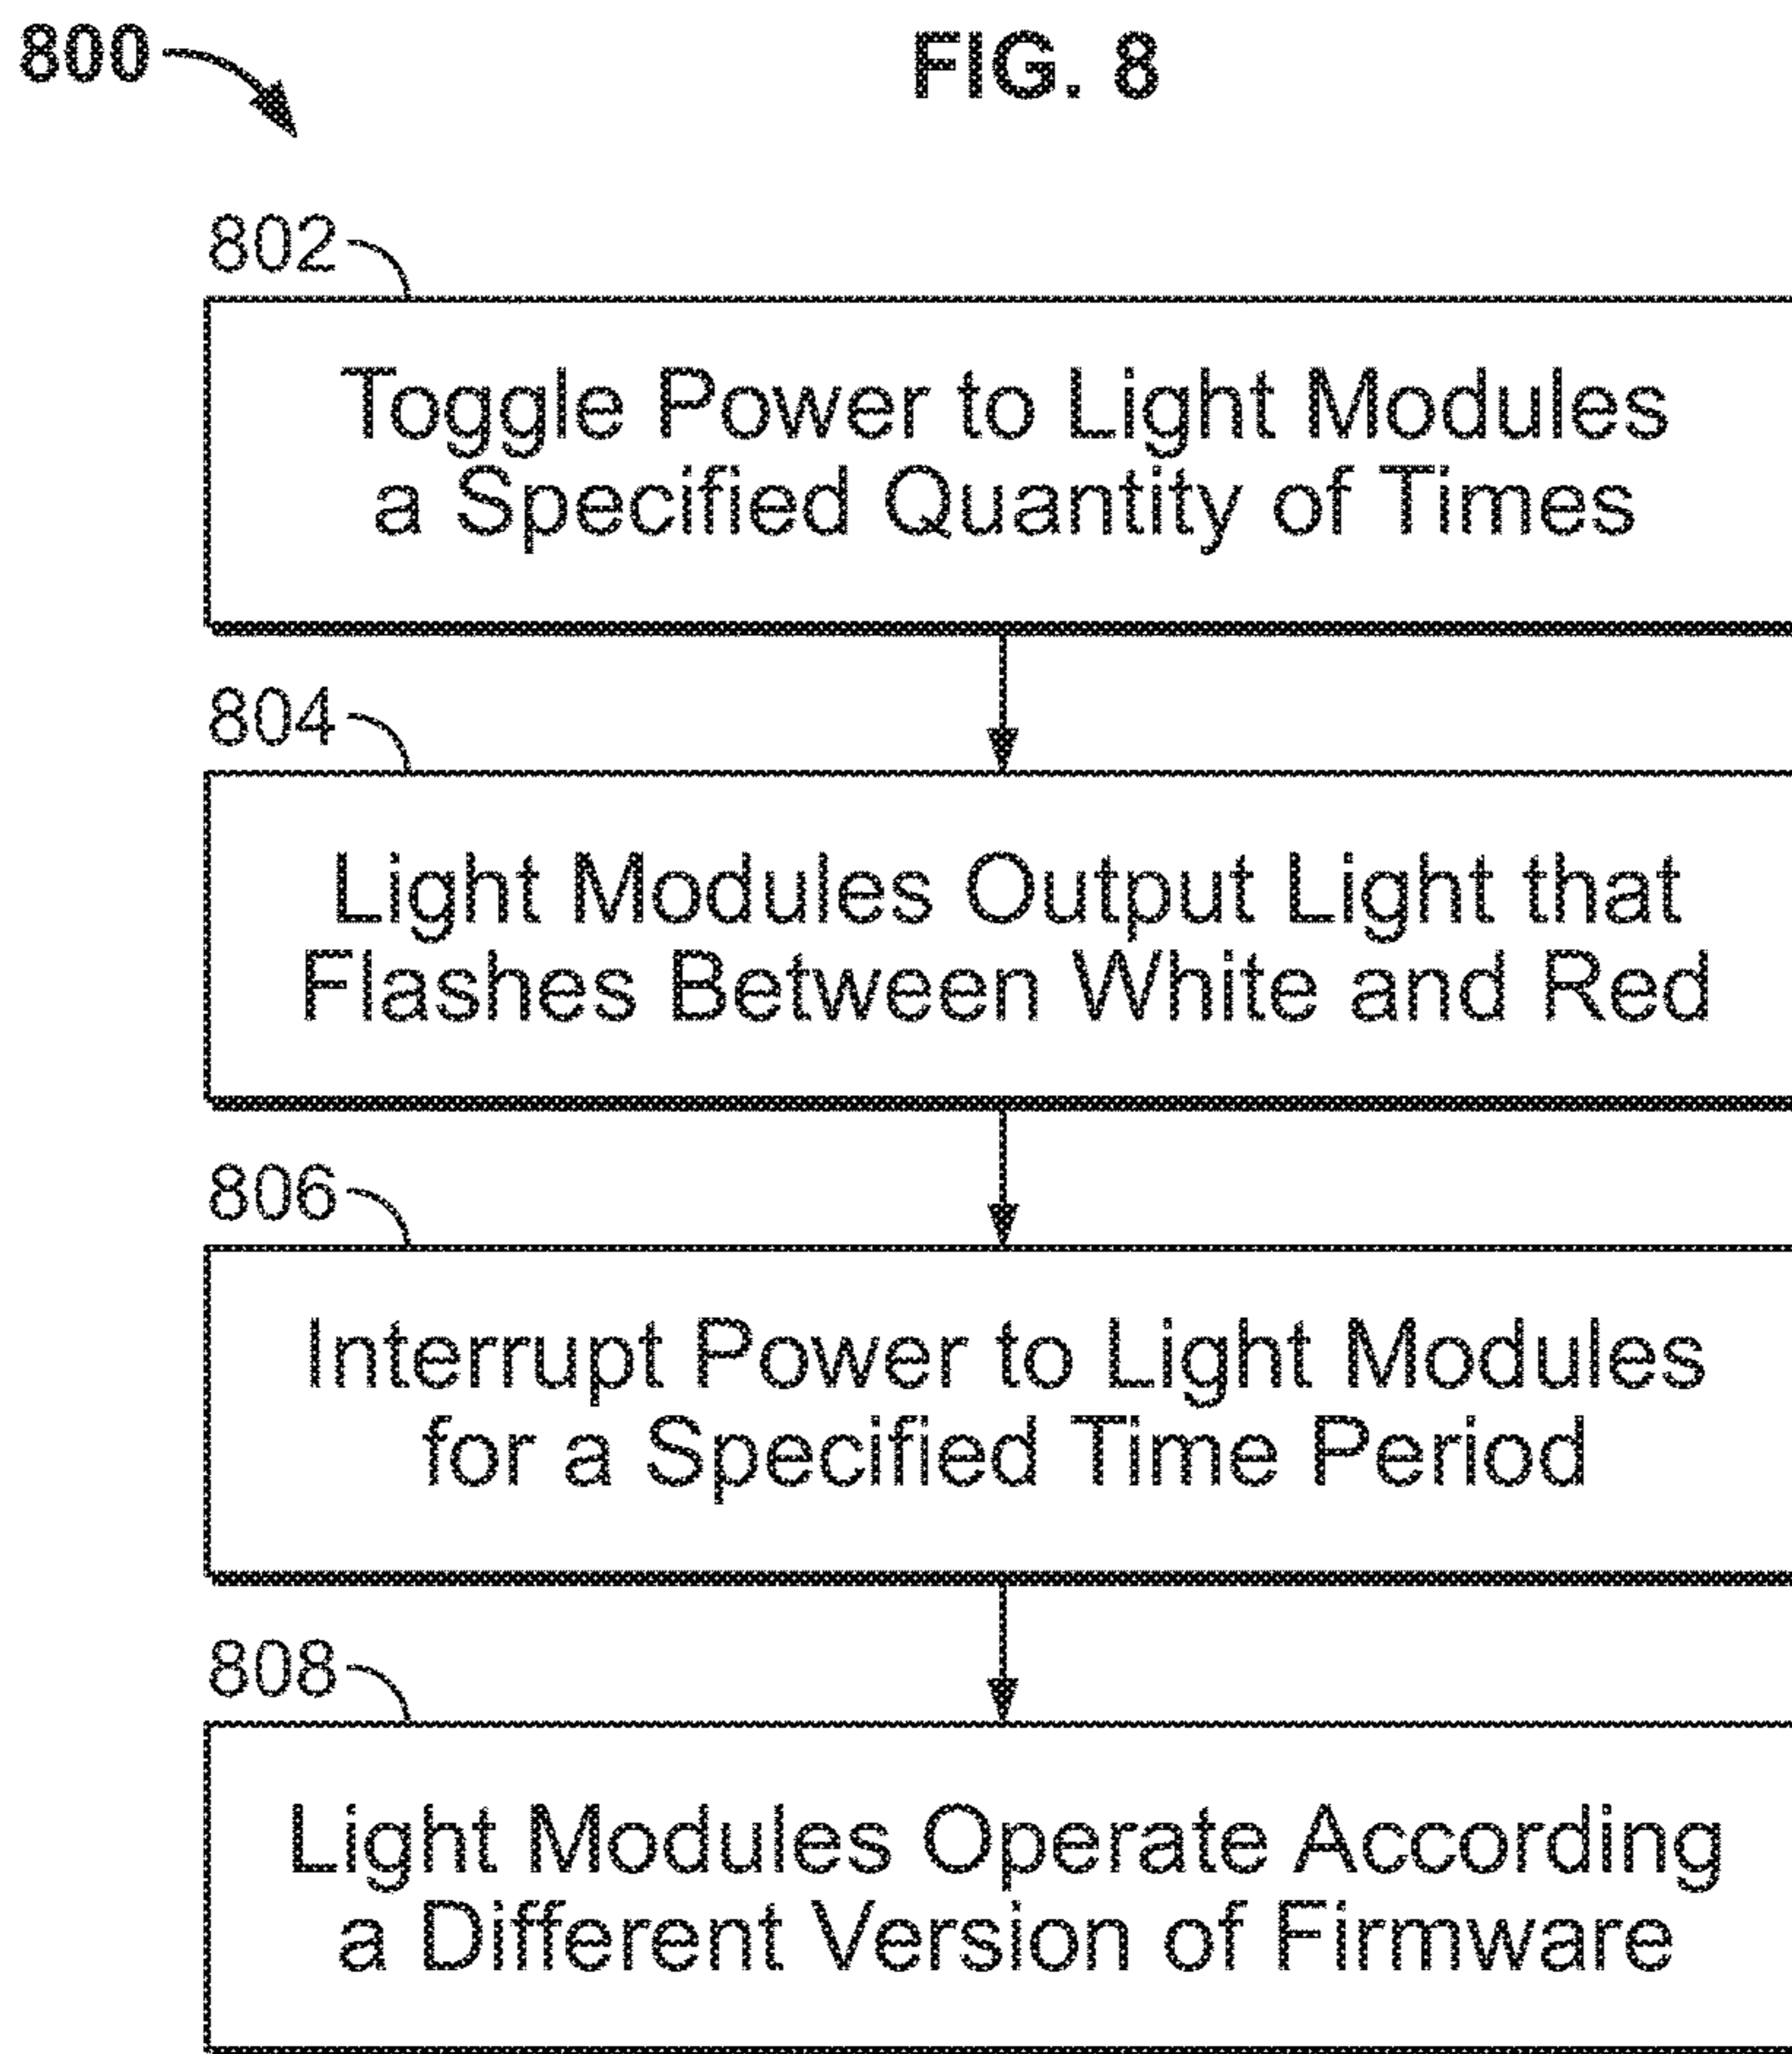 800
FIG. 8
802
Toggle Power to Light Modules
a Specified Quantity of Times
804
Light Modules Output Light that
Flashes Between White and Red
806
Interrupt Power to Light Modules
for a Specified Time Period
808
Light Modules Operate According
a Different Version of Firmware